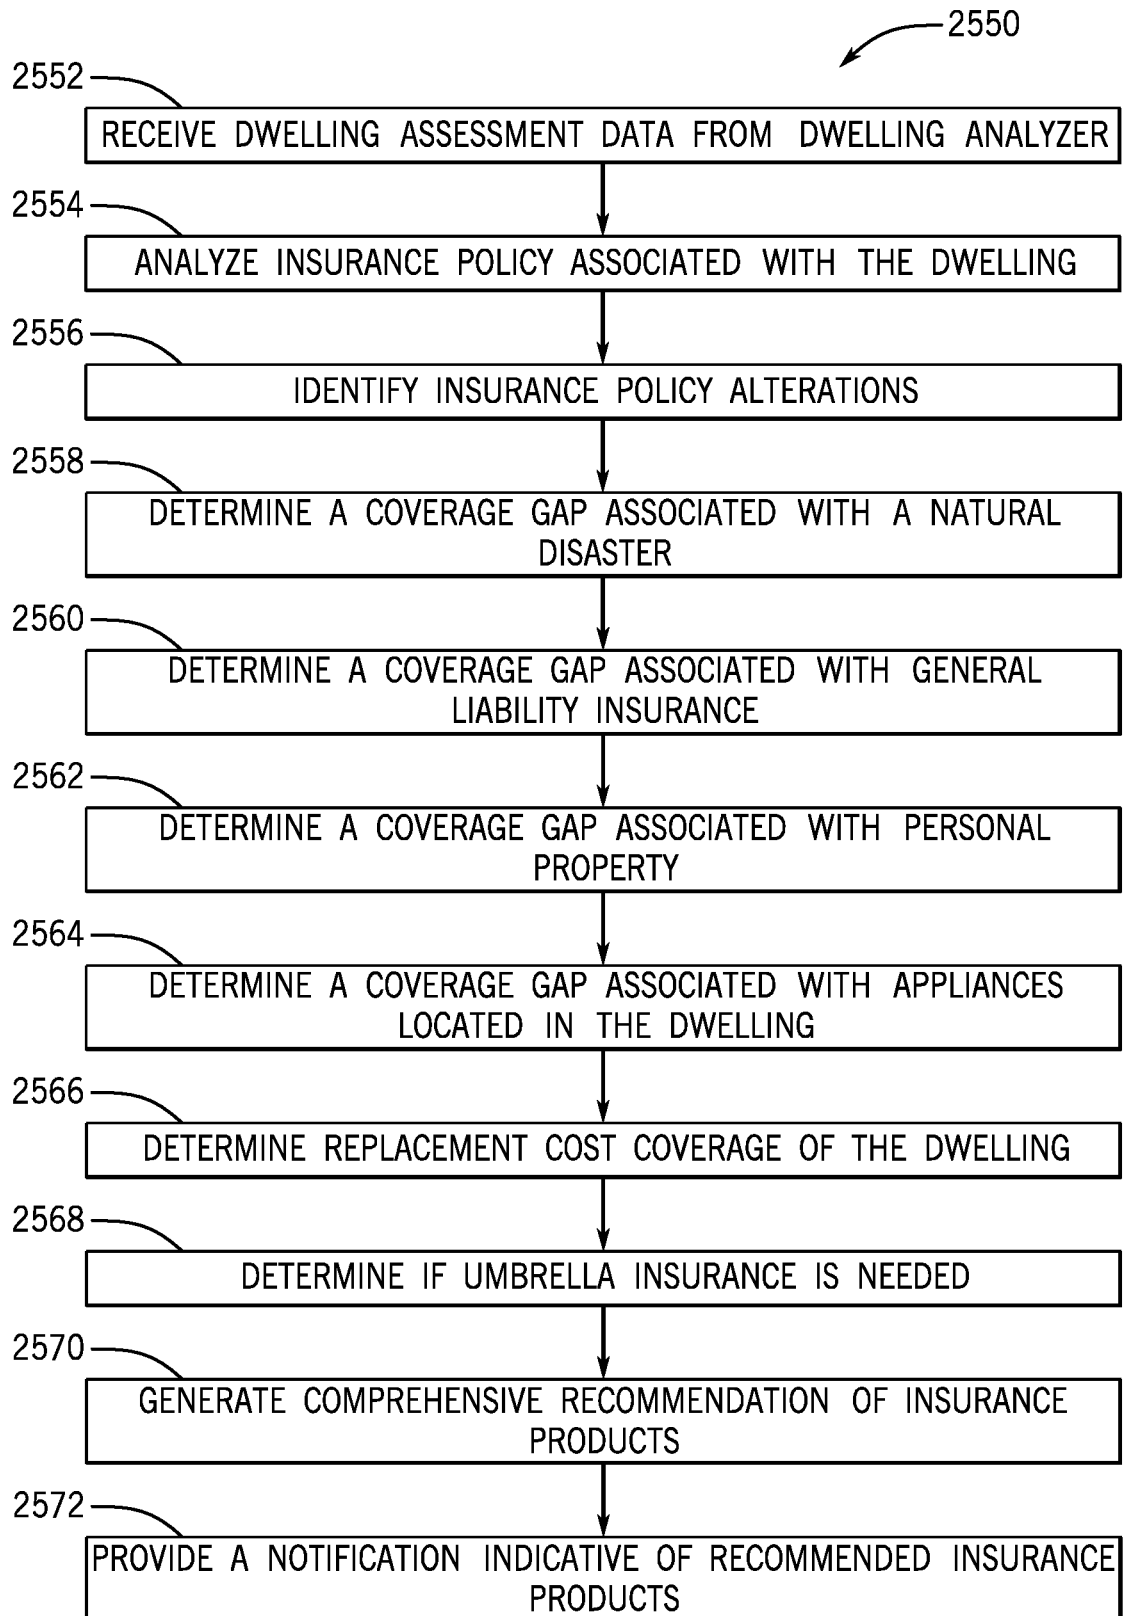 2550
2552
RECEIVE DWELLING ASSESSMENT DATA FROM DWELLING ANALYZER
2554
ANALYZE INSURANCE POLICY ASSOCIATED WITH THE DWELLING
2556
IDENTIFY INSURANCE POLICY ALTERATIONS
2558
DETERMINE A COVERAGE GAP ASSOCIATED WITH A NATURAL
DISASTER
2560
DETERMINE A COVERAGE GAP ASSOCIATED WITH GENERAL
LIABILITY INSURANCE
2562
DETERMINE A COVERAGE GAP ASSOCIATED WITH PERSONAL
PROPERTY
2564
DETERMINE A COVERAGE GAP ASSOCIATED WITH APPLIANCES
LOCATED IN THE DWELLING
2566
DETERMINE REPLACEMENT COST COVERAGE OF THE DWELLING
2568
DETERMINE IF UMBRELLA INSURANCE IS NEEDED
2570
GENERATE COMPREHENSIVE RECOMMENDATION OF INSURANCE
PRODUCTS
2572
PROVIDE A NOTIFICATION INDICATIVE OF RECOMMENDED INSURANCE
PRODUCTS